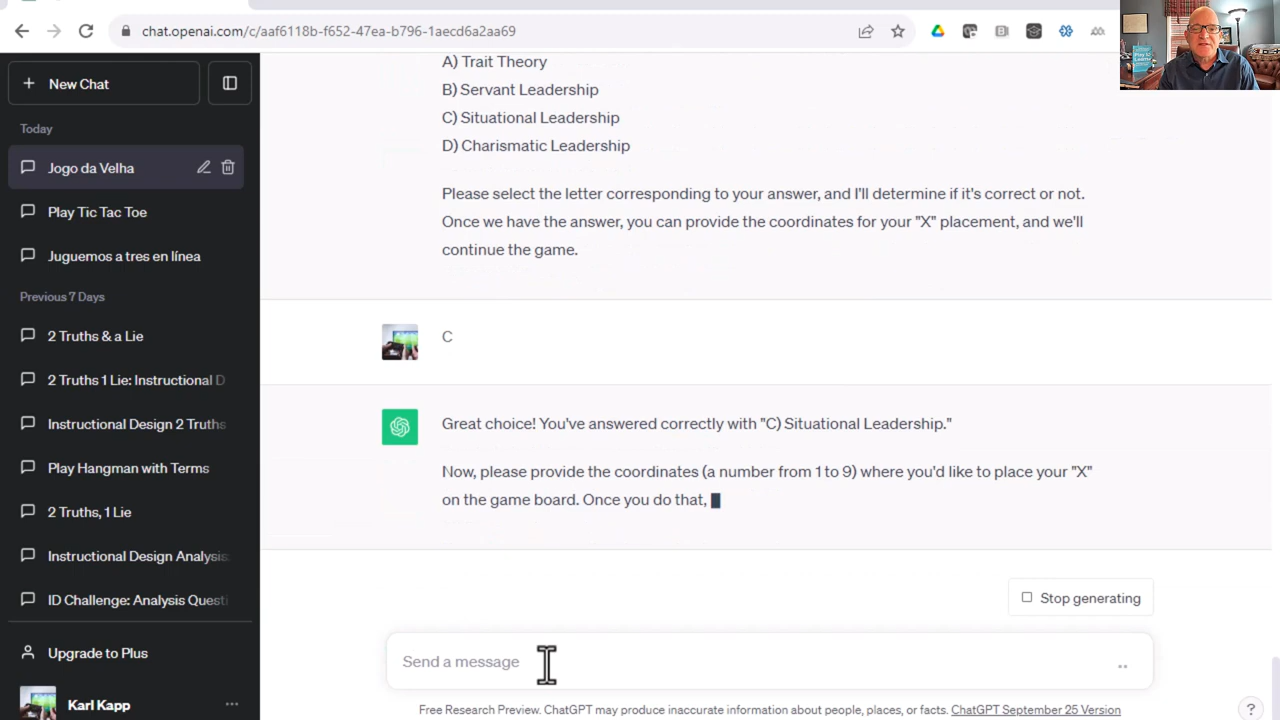 chat.openai.com/c/aaf6118b-f652-47ea-b796-1aecd6a2aa69
New Chat
Today
Jogo da Velha
Play Tic Tac Toe
Juguemos a tres en línea
Previous 7 Days
2 Truths & a Lie
2 Truths 1 Lie: Instructional D
Instructional Design 2 Truths
Play Hangman with Terms
2 Truths, 1 Lie
Instructional Design Analysis
ID Challenge: Analysis Questi
Upgrade to Plus
Karl Kapp
A) Trait Theory
B) Servant Leadership
C) Situational Leadership
D) Charismatic Leadership
Please select the letter corresponding to your answer, and I'll determine if it's correct or not.
Once we have the answer, you can provide the coordinates for your "X" placement, and we'll
continue the game.
C
Great choice! You've answered correctly with "C) Situational Leadership."
Now, please provide the coordinates (a number from 1 to 9) where you'd like to place your "X"
on the game board. Once you do that,
Stop generating
Send a message
Free Research Preview. ChatGPT may produce inaccurate information about people, places, or facts. ChatGPT September 25 Version
?